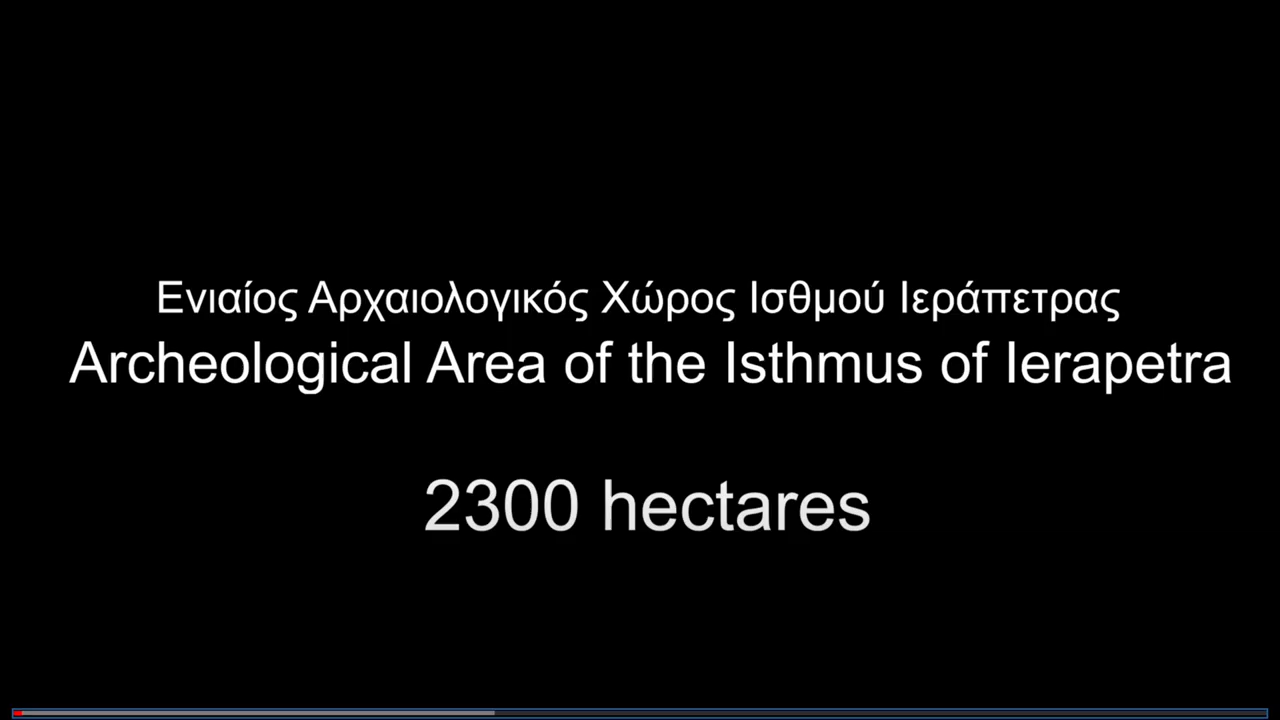 Ενιαίος Αρχαιολογικός Χώρος Ισθμού Ιεράπετρας
Archeological Area of the Isthmus of Ierapetra
2300 hectares